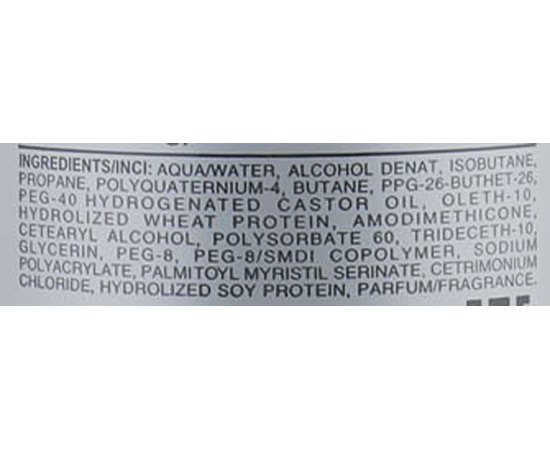 INGREDIENTS/INCI: AQUA/WATER, ALCOHOL DENAT, ISOBUTANE,
PROPANE, POLYQUATERNIUM-4, BUTANE, PPG-26-BUTHET-26,
PEG-40 HYDROGENATED CASTOR OIL, OLETH-10,
HYDROLIZED WHEAT PROTEIN, AMODIMETHICONE,
CETEARYL ALCOHOL, POLYSORBATE 60, TRIDECETH-10,
GLYCERIN, PEG-8, PEG-8/SMDI COPOLYMER, SODIUM
POLYACRYLATE, PALMITOYL MYRISTIL SERINATE, CETRIMONIUM
CHLORIDE, HYDROLIZED SOY PROTEIN, PARFUM/FRAGRANCE.